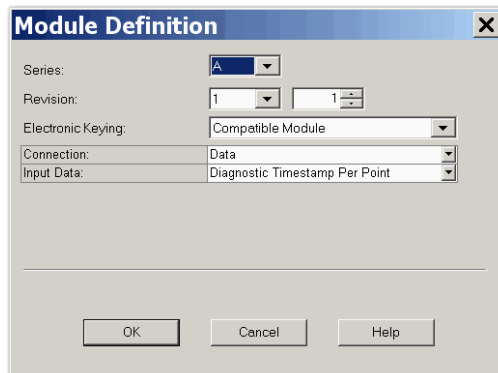 Module Definition
Series: A
Revision: 1 1
Electronic Keying: Compatible Module
Connection: Data
Input Data: Diagnostic Timestamp Per Point
OK Cancel Help